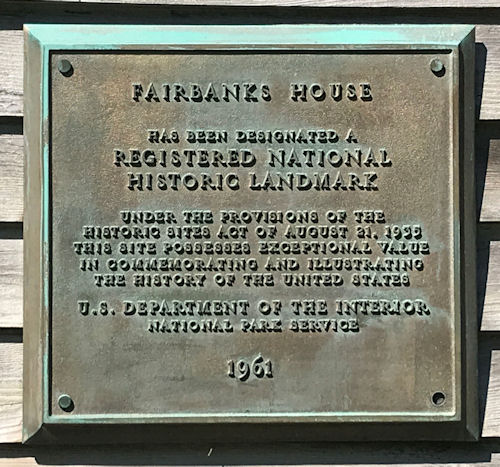 FAIRBANKS HOUSE
HAS BEEN DESIGNATED A
REGISTERED NATIONAL
HISTORIC LANDMARK
UNDER THE PROVISIONS OF THE
HISTORIC SITES ACT OF AUGUST 21, 1935
THIS SITE POSSESSES EXCEPTIONAL VALUE
IN COMMEMORATING AND ILLUSTRATING
THE HISTORY OF THE UNITED STATES
U.S. DEPARTMENT OF THE INTERIOR
NATIONAL PARK SERVICE
1961